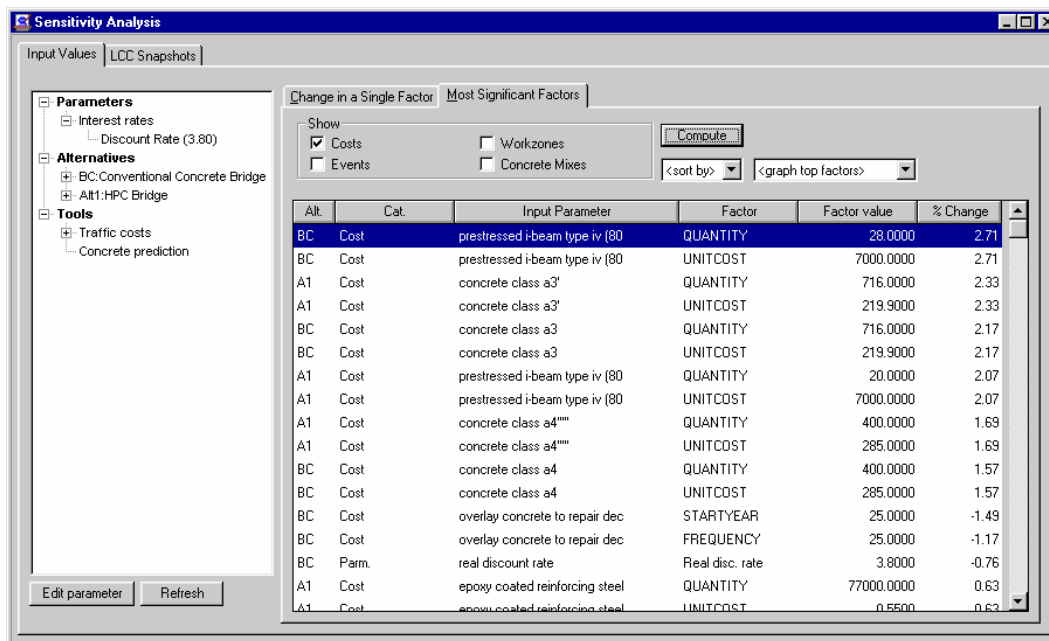 Sensitivity Analysis
Input Values LCC Snapshots
Parameters
Interest rates
Discount Rate (3.80)
Alternatives
BC:Conventional Concrete Bridge
Alt1:HPC Bridge
Tools
Traffic costs
Concrete prediction
Edit parameter Refresh
Change in a Single Factor Most Significant Factors
Show
Costs Workzones
Events Concrete Mixes
Compute
<sort by> <graph top factors>
Alt. Cat. Input Parameter Factor Factor value % Change
BC Cost prestressed i-beam type iv (80 QUANTITY 28.0000 2.71
BC Cost prestressed i-beam type iv (80 UNITCOST 7000.0000 2.71
A1 Cost concrete class a3' QUANTITY 716.0000 2.33
A1 Cost concrete class a3' UNITCOST 219.9000 2.33
BC Cost concrete class a3 QUANTITY 716.0000 2.17
BC Cost concrete class a3 UNITCOST 219.9000 2.17
A1 Cost prestressed i-beam type iv (80 QUANTITY 20.0000 2.07
A1 Cost prestressed i-beam type iv (80 UNITCOST 7000.0000 2.07
A1 Cost concrete class a4''''' QUANTITY 400.0000 1.69
A1 Cost concrete class a4''''' UNITCOST 285.0000 1.69
BC Cost concrete class a4 QUANTITY 400.0000 1.57
BC Cost concrete class a4 UNITCOST 285.0000 1.57
BC Cost overlay concrete to repair dec STARTYEAR 25.0000 -1.49
BC Cost overlay concrete to repair dec FREQUENCY 25.0000 -1.17
BC Parm. real discount rate Real disc. rate 3.8000 -0.76
A1 Cost epoxy coated reinforcing steel QUANTITY 77000.0000 0.63
A1 Cost epoxy coated reinforcing steel UNITCOST 0.5500 0.63